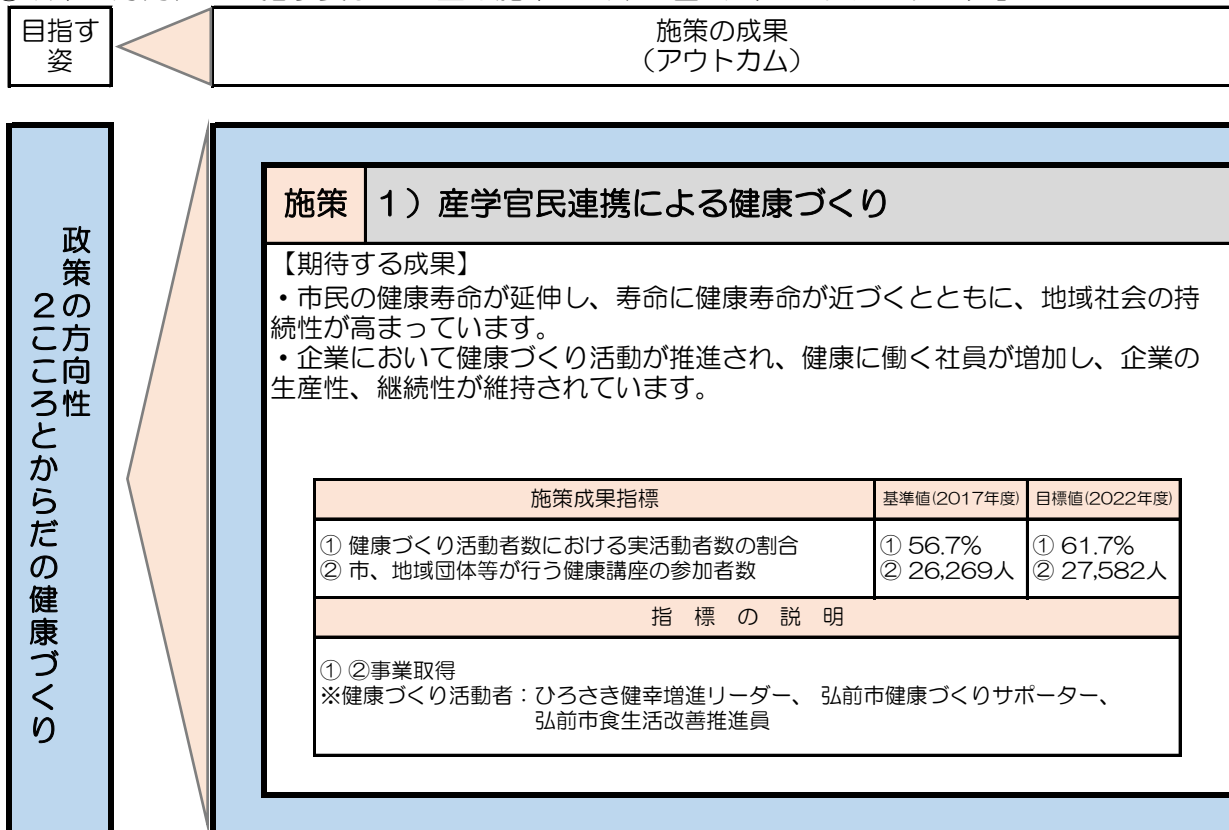 目指す
姿
施策の成果
（アウトカム）
政策の方向性
２こころとからだの健康づくり
施策
１）産学官民連携による健康づくり
【期待する成果】
・市民の健康寿命が延伸し、寿命に健康寿命が近づくとともに、地域社会の持
続性が高まっています。
・企業において健康づくり活動が推進され、健康に働く社員が増加し、企業の
生産性、継続性が維持されています。
施策成果指標
基準値(2017年度)
目標値(2022年度)
① 健康づくり活動者数における実活動者数の割合
② 市、地域団体等が行う健康講座の参加者数
① 56.7%
② 26,269人
① 61.7%
② 27,582人
指 標 の 説 明
① ②事業取得
※健康づくり活動者：ひろさき健幸増進リーダー、 弘前市健康づくりサポーター、
弘前市食生活改善推進員